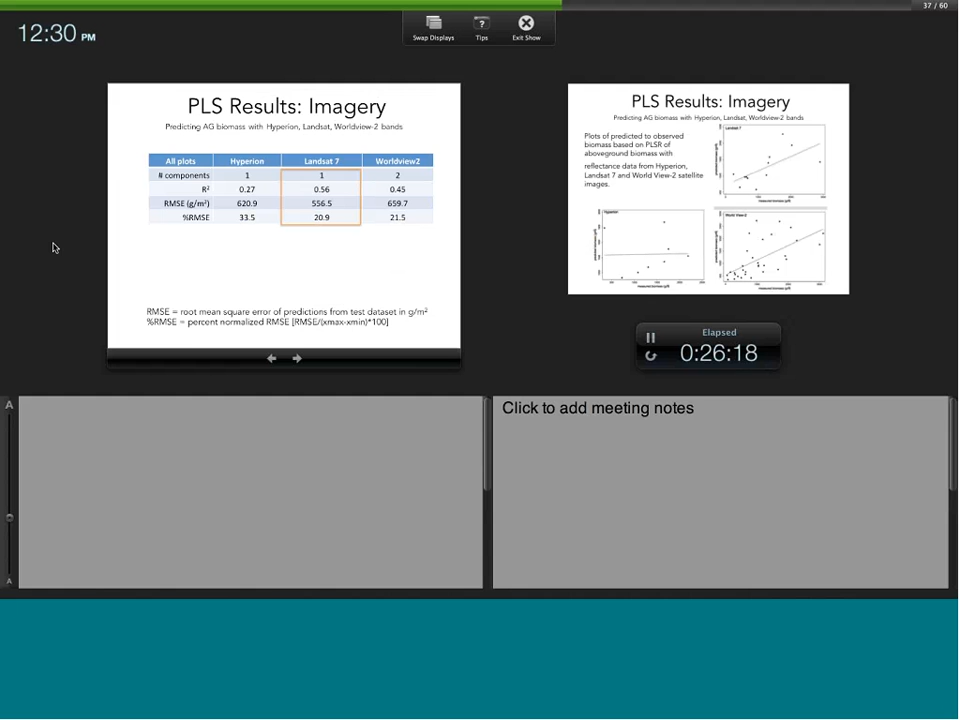 37 / 60
12:30 PM
Swap Displays Tips Exit Show
PLS Results: Imagery
Predicting AG biomass with Hyperion, Landsat, Worldview-2 bands
All plots Hyperion Landsat 7 Worldview2
# components 1 1 2
R² 0.27 0.56 0.45
RMSE (g/m²) 620.9 556.5 659.7
%RMSE 33.5 20.9 21.5
RMSE = root mean square error of predictions from test dataset in g/m²
%RMSE = percent normalized RMSE [RMSE/(xmax-xmin)*100]
PLS Results: Imagery
Predicting AG biomass with Hyperion, Landsat, Worldview-2 bands
Plots of predicted to observed
biomass based on PLSR of
aboveground biomass with
reflectance data from Hyperion,
Landsat 7 and World View-2 satellite
images.
Landsat 7
Hyperion
World View-2
Elapsed
0:26:18
A
A
Click to add meeting notes